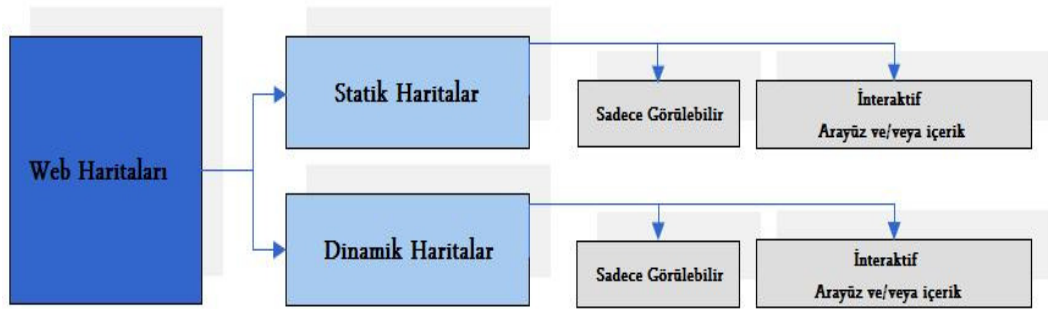 Web Haritaları
Statik Haritalar
Sadece Görülebilir
İnteraktif
Arayüz ve/veya içerik
Dinamik Haritalar
Sadece Görülebilir
İnteraktif
Arayüz ve/veya içerik